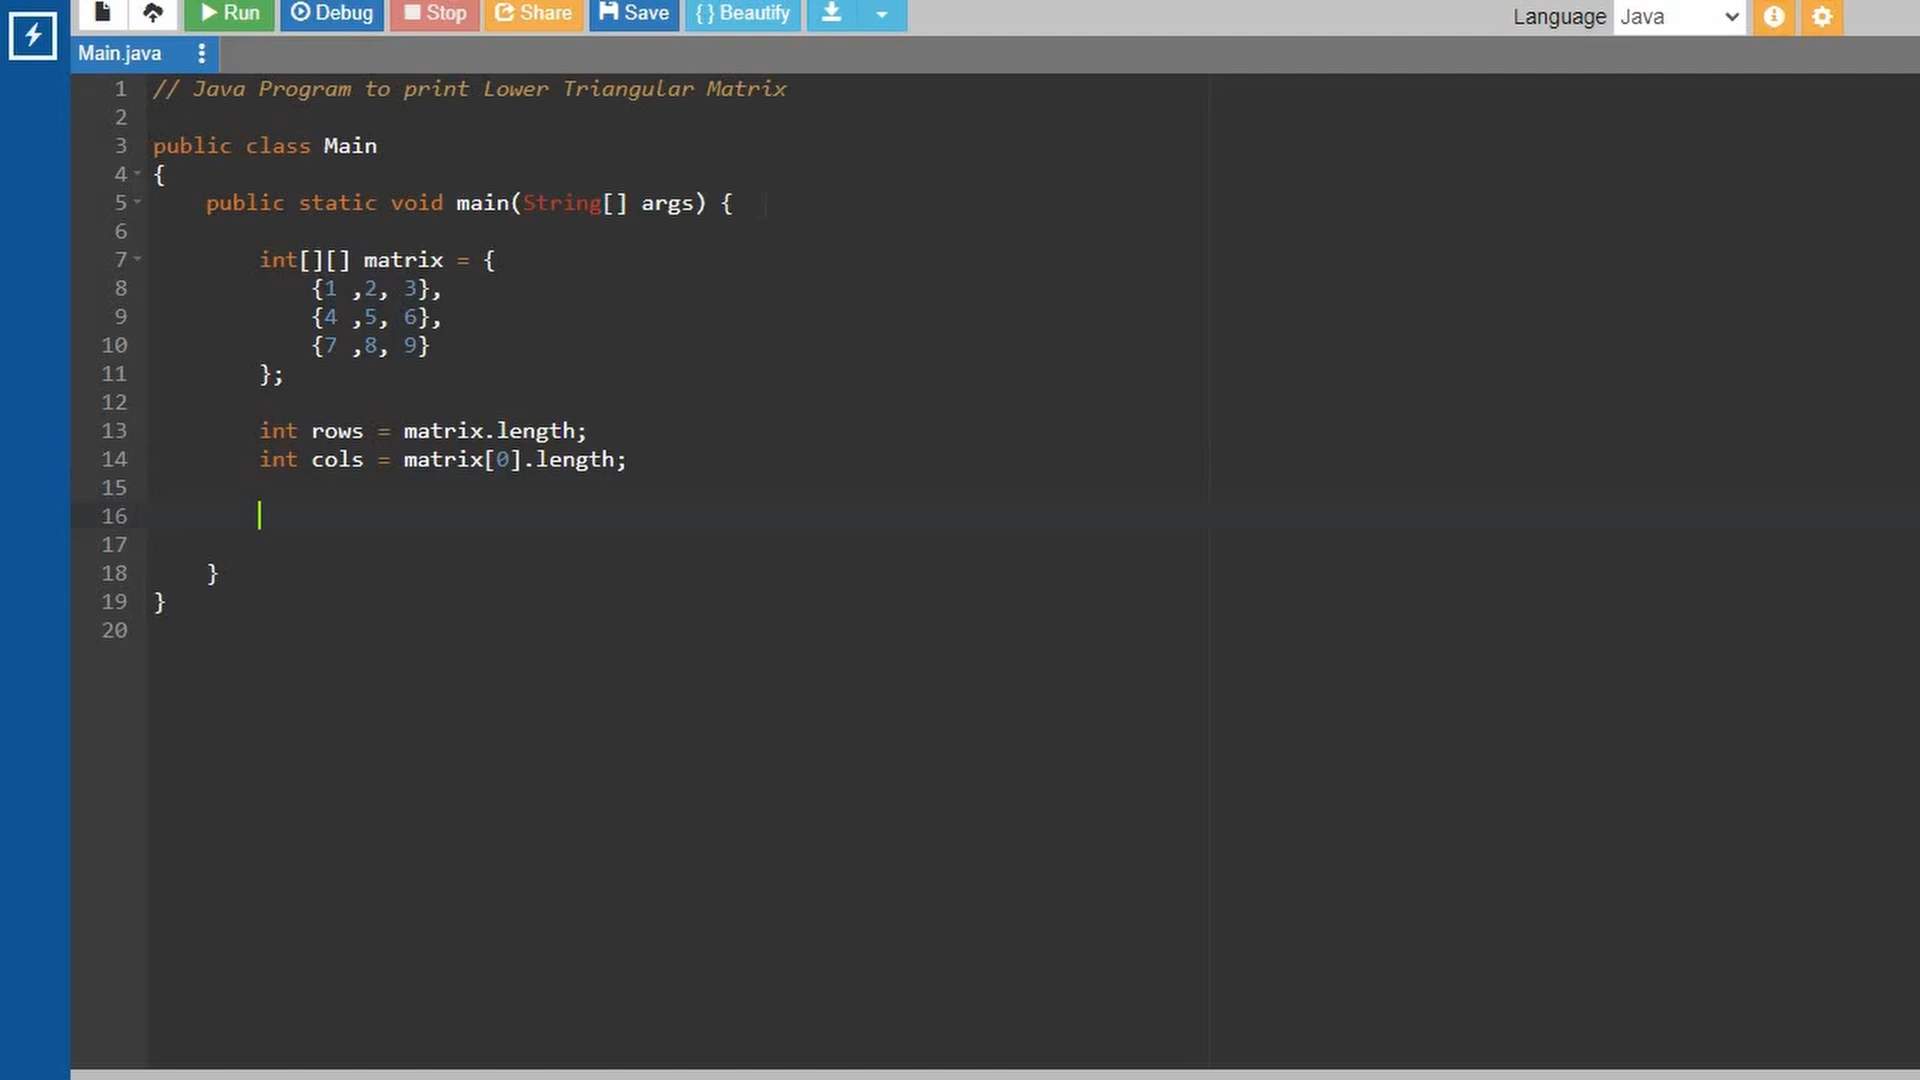 Run Debug Stop Share Save { } Beautify Language Java
Main.java
1 // Java Program to print Lower Triangular Matrix
2
3 public class Main
4 {
5 public static void main(String[] args) {
6
7 int[][] matrix = {
8 {1 ,2, 3},
9 {4 ,5, 6},
10 {7 ,8, 9}
11 };
12
13 int rows = matrix.length;
14 int cols = matrix[0].length;
15
16
17
18 }
19 }
20